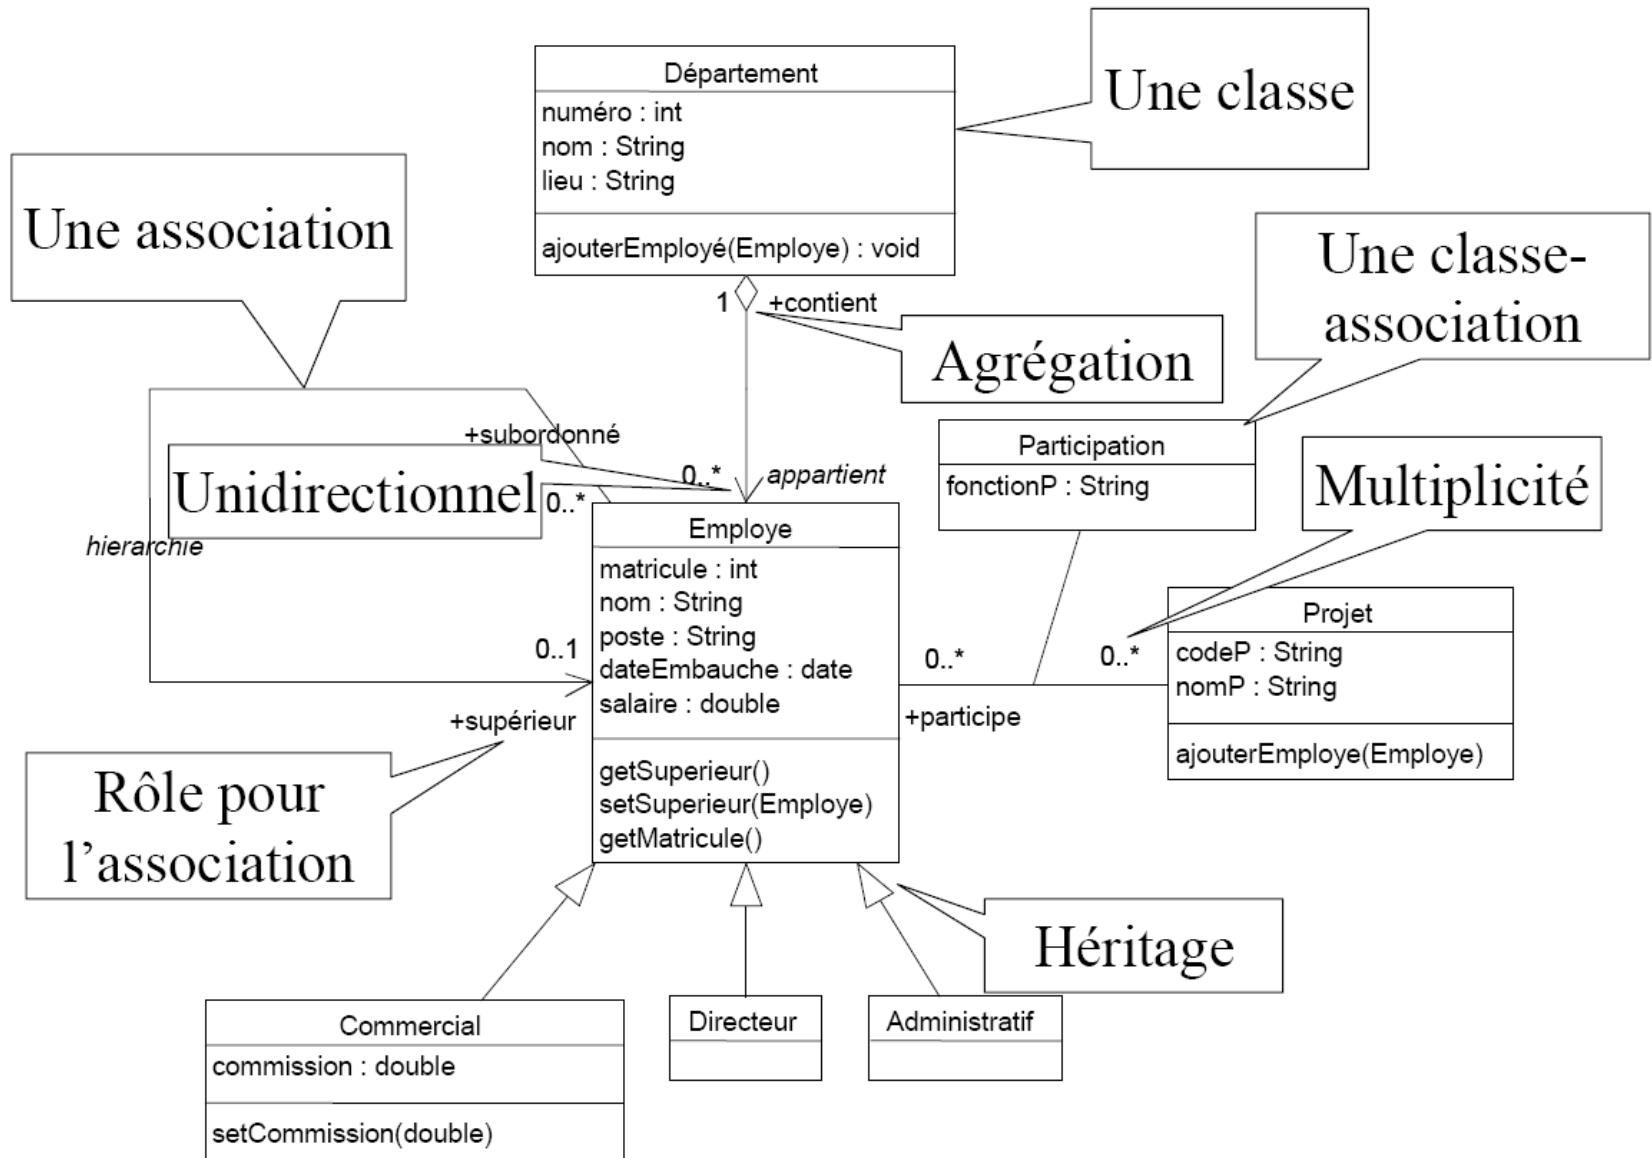 Département
numéro : int
nom : String
lieu : String
ajouterEmployé(Employe) : void
Une classe
Une association
Une classe-
association
1
+contient
Agrégation
+subordonné
Unidirectionnel
0..*
0..*
appartient
hierarchie
Participation
fonctionP : String
Multiplicité
Employe
matricule : int
nom : String
poste : String
dateEmbauche : date
salaire : double
getSuperieur()
setSuperieur(Employe)
getMatricule()
0..1
+supérieur
0..*
0..*
+participe
Projet
codeP : String
nomP : String
ajouterEmploye(Employe)
Rôle pour
l'association
Héritage
Commercial
commission : double
setCommission(double)
Directeur
Administratif